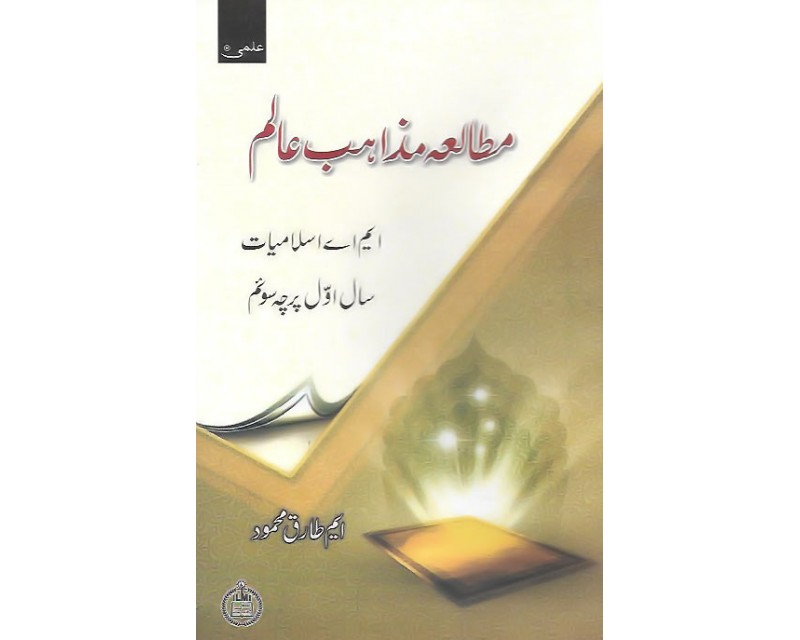 علمی
مطالعہ مذاہب عالم
ایم اے اسلامیات
سال اوّل پرچہ سوئم
ایم طارق محمود